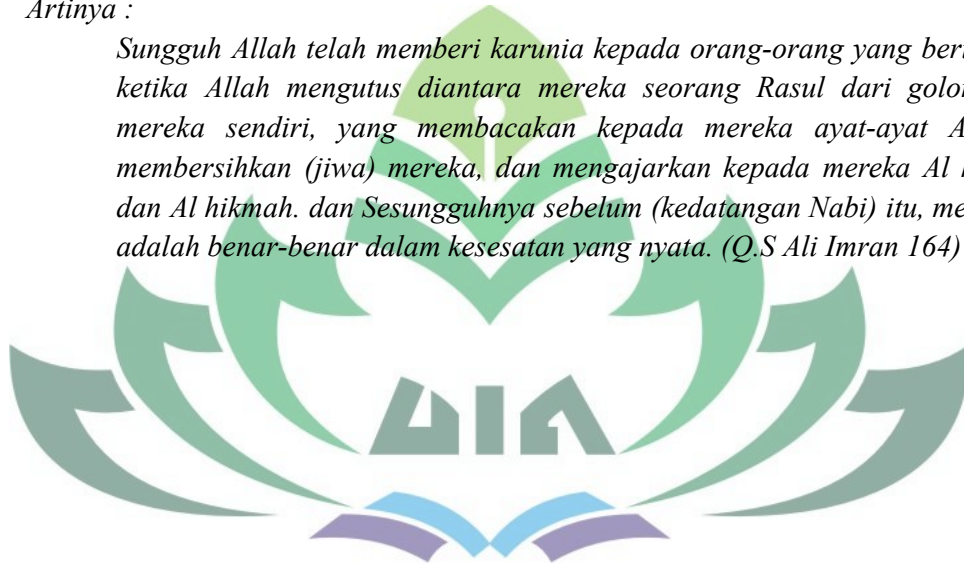 Artinya :
Sungguh Allah telah memberi karunia kepada orang-orang yang
ketika Allah mengutus diantara mereka seorang Rasul dari
mereka sendiri, yang membacakan kepada mereka ayat-ayat
membersihkan (jiwa) mereka, dan mengajarkan kepada mereka Al
dan Al hikmah. dan Sesungguhnya sebelum (kedatangan Nabi) itu,
adalah benar-benar dalam kesesatan yang nyata. (Q.S Ali Imran 164)
UIN